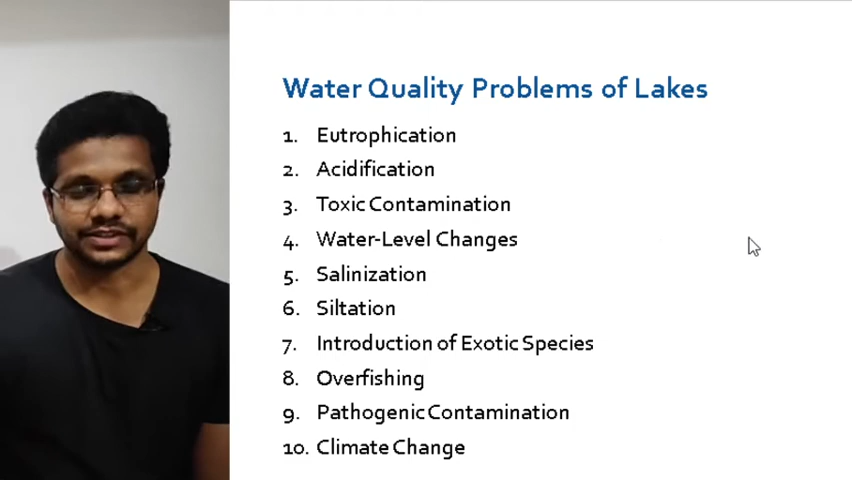 Water Quality Problems of Lakes
1. Eutrophication
2. Acidification
3. Toxic Contamination
4. Water-Level Changes
5. Salinization
6. Siltation
7. Introduction of Exotic Species
8. Overfishing
9. Pathogenic Contamination
10. Climate Change